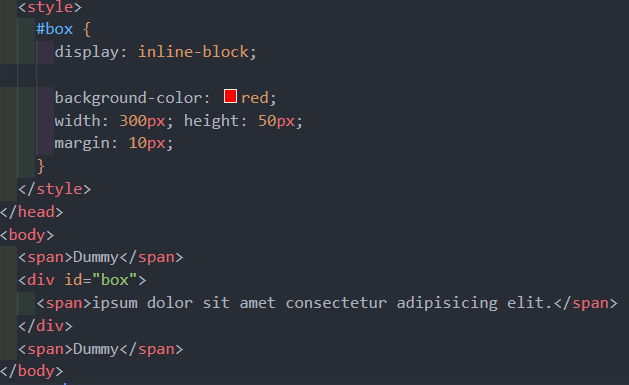 <style>
#box {
display: inline-block;
background-color: red;
width: 300px; height: 50px;
margin: 10px;
}
</style>
</head>
<body>
<span>Dummy</span>
<div id="box">
<span>ipsum dolor sit amet consectetur adipisicing elit.</span>
</div>
<span>Dummy</span>
</body>